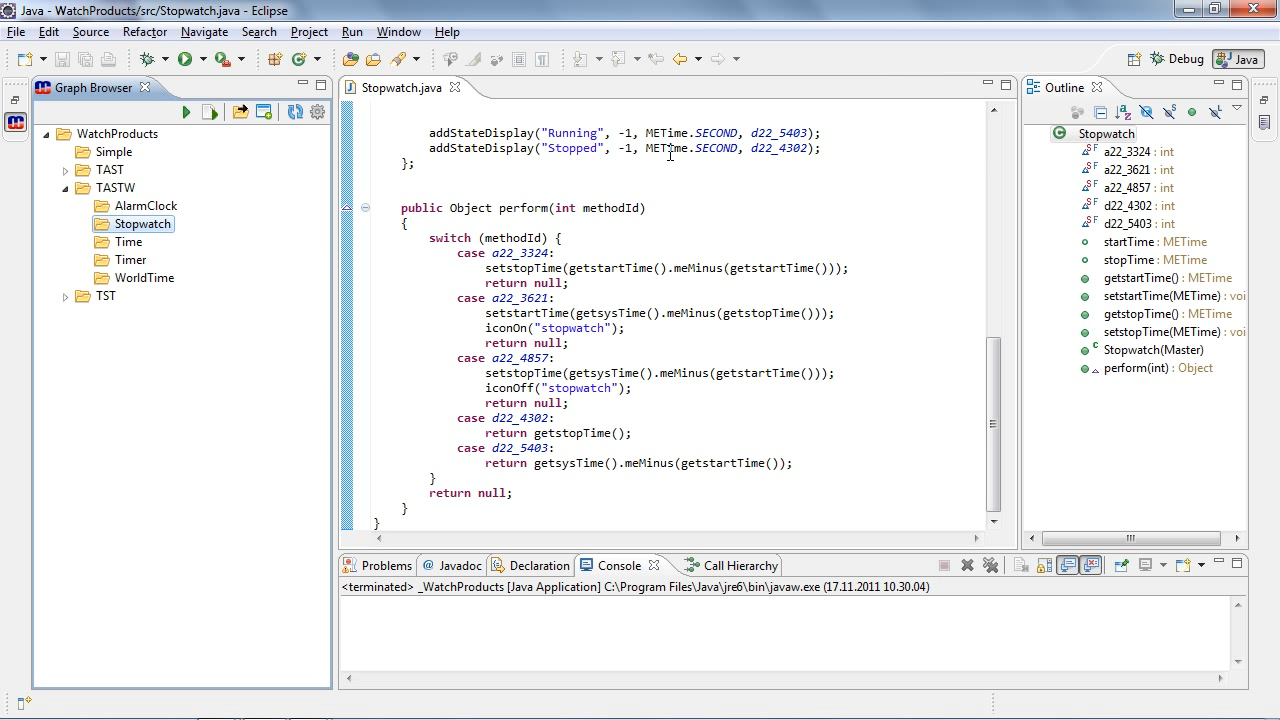 Java - WatchProducts/src/Stopwatch.java - Eclipse
File Edit Source Refactor Navigate Search Project Run Window Help
Debug Java
Graph Browser
WatchProducts
Simple
TAST
TASTW
AlarmClock
Stopwatch
Time
Timer
WorldTime
TST
Stopwatch.java
addStateDisplay("Running", -1, METime.SECOND, d22_5403);
addStateDisplay("Stopped", -1, METime.SECOND, d22_4302);
};
public Object perform(int methodId)
{
switch (methodId) {
case a22_3324:
setstopTime(getstartTime().meMinus(getstartTime()));
return null;
case a22_3621:
setstartTime(getsysTime().meMinus(getstopTime()));
iconOn("stopwatch");
return null;
case a22_4857:
setstopTime(getsysTime().meMinus(getstartTime()));
iconOff("stopwatch");
return null;
case d22_4302:
return getstopTime();
case d22_5403:
return getsysTime().meMinus(getstartTime());
}
return null;
}
}
Outline
Stopwatch
a22_3324 : int
a22_3621 : int
a22_4857 : int
d22_4302 : int
d22_5403 : int
startTime : METime
stopTime : METime
getstartTime() : METime
setstartTime(METime) : voi
getstopTime() : METime
setstopTime(METime) : voi
Stopwatch(Master)
perform(int) : Object
Problems @ Javadoc Declaration Console Call Hierarchy
<terminated> _WatchProducts [Java Application] C:\Program Files\Java\jre6\bin\javaw.exe (17.11.2011 10.30.04)